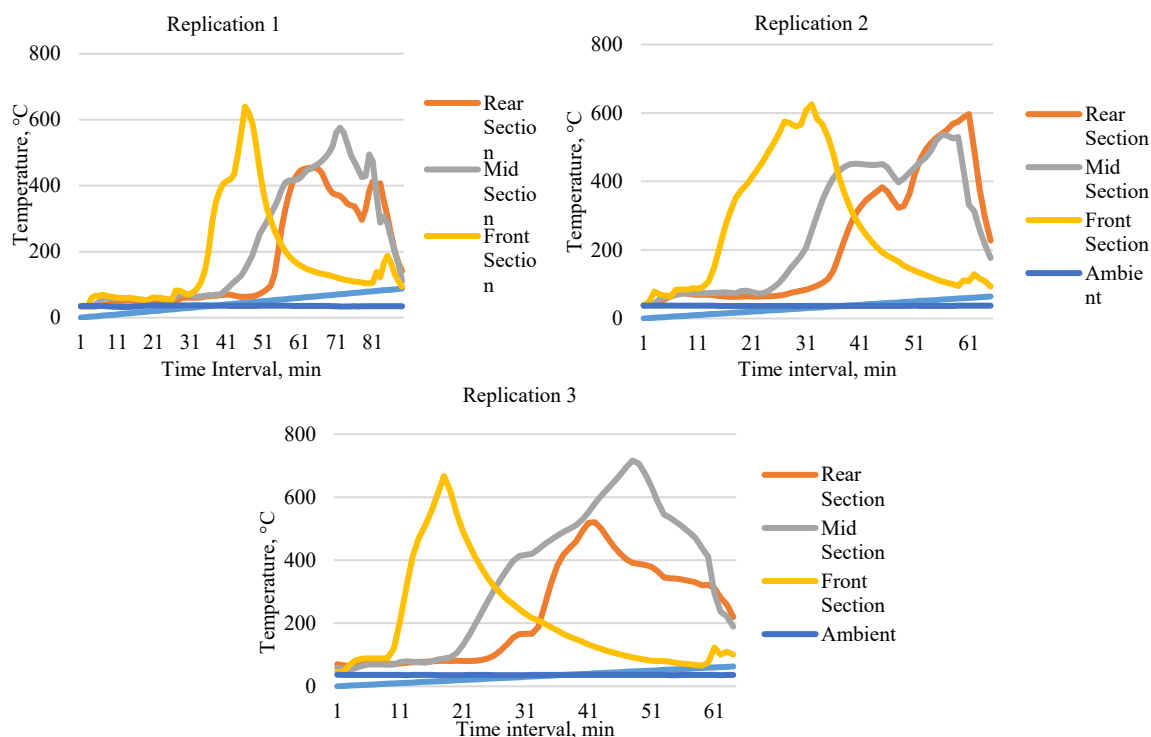 Replication 1
800
600
400
200
0
Temperature, °C
1 11 21 31 41 51 61 71 81
Time Interval, min
Rear
Sectio
n
Mid
Sectio
n
Front
Sectio
n
Replication 2
800
600
400
200
0
Temperature, °C
1 11 21 31 41 51 61
Time interval, min
Rear
Section
Mid
Section
Front
Section
Ambie
nt
Replication 3
800
600
400
200
0
Temperature, °C
1 11 21 31 41 51 61
Time interval, min
Rear
Section
Mid
Section
Front
Section
Ambient